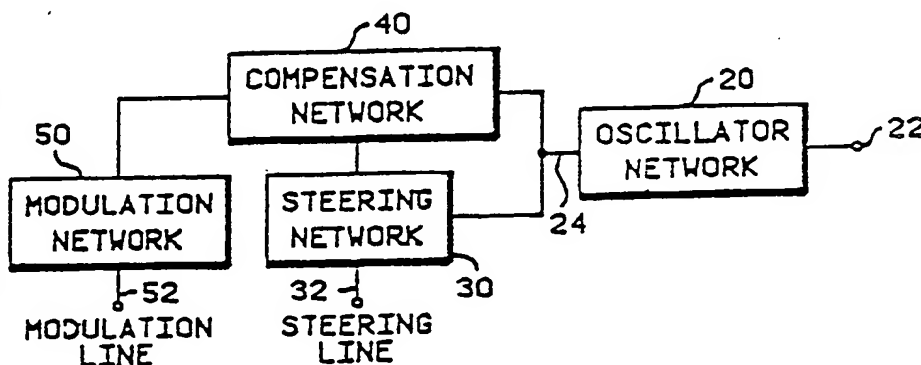 40
COMPENSATION
NETWORK
20
OSCILLATOR
NETWORK
22
50
MODULATION
NETWORK
STEERING
NETWORK
24
30
52
MODULATION
LINE
32
STEERING
LINE